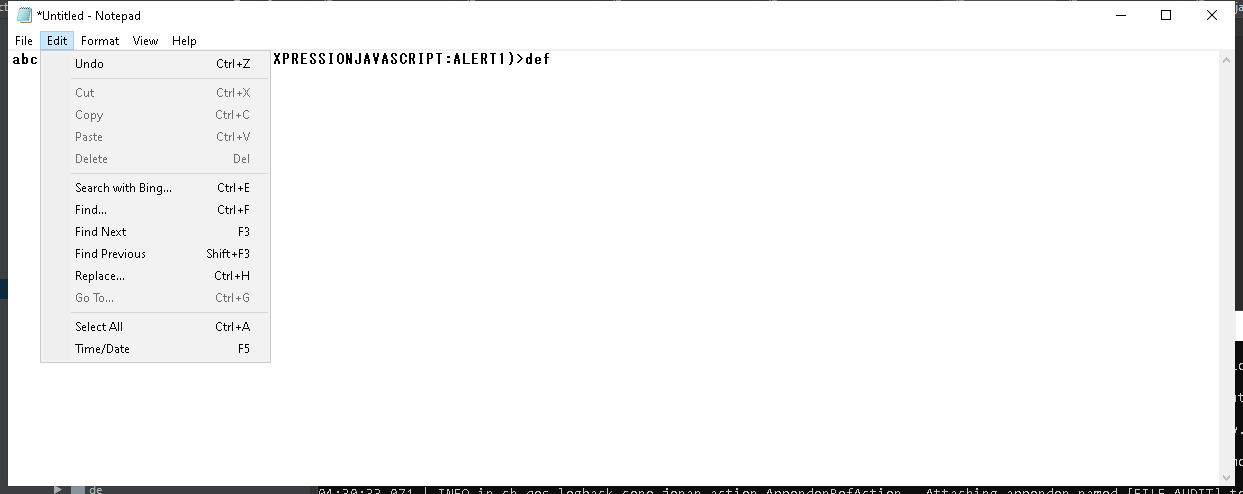 *Untitled - Notepad
File Edit Format View Help
abc XPRESSIONJAVASCRIPT:ALERT1)>def
Undo Ctrl+Z
Cut Ctrl+X
Copy Ctrl+C
Paste Ctrl+V
Delete Del
Search with Bing... Ctrl+E
Find... Ctrl+F
Find Next F3
Find Previous Shift+F3
Replace... Ctrl+H
Go To... Ctrl+G
Select All Ctrl+A
Time/Date F5
de
04:30:33,071 | INFO in ch.qos.logback.core.joran.action.AppenderRefAction - Attaching appender named [FILE_AUDIT] t